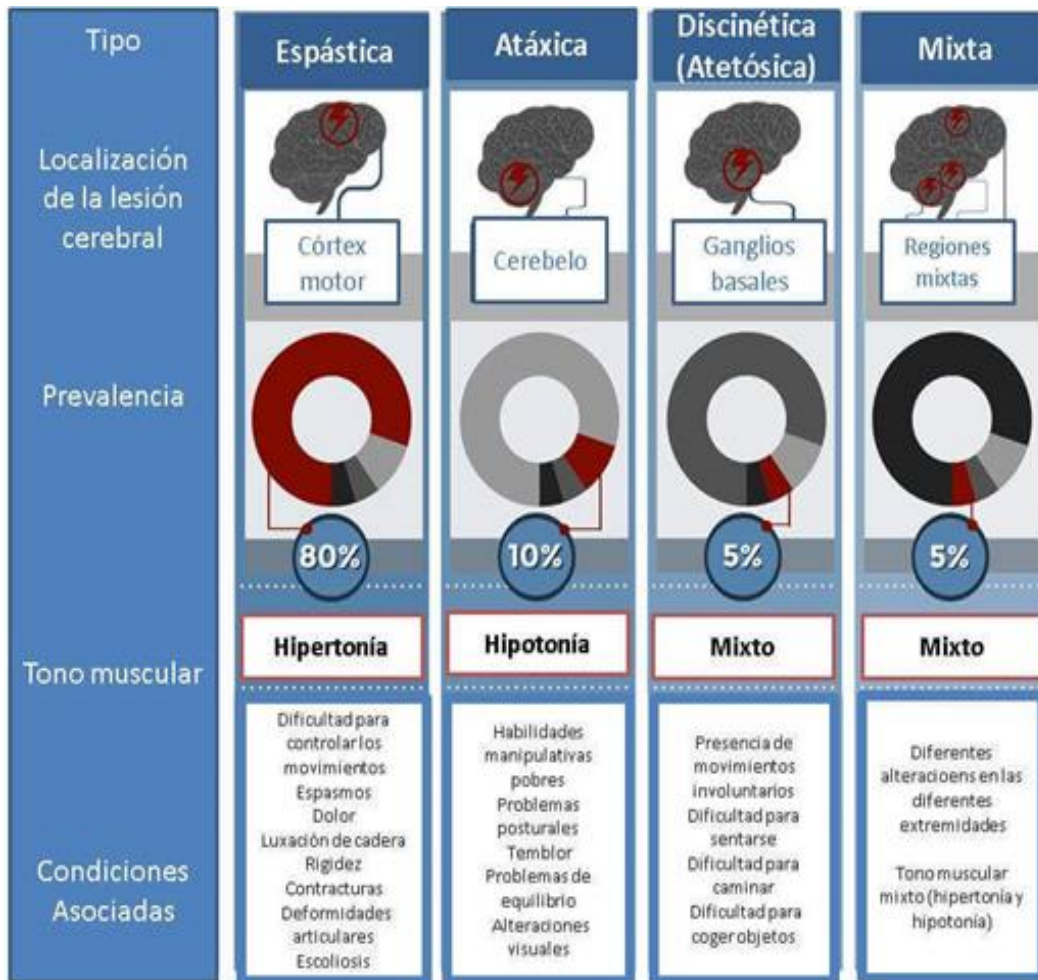 Tipo
Espástica
Atáxica
Discinética
(Atetósica)
Mixta
Localización
de la lesión
cerebral
Córtex
motor
Cerebelo
Ganglios
basales
Regiones
mixtas
Prevalencia
80%
10%
5%
5%
Tono muscular
Hipertonía
Hipotonía
Mixto
Mixto
Condiciones
Asociadas
Dificultad para
controlar los
movimientos
Espasmos
Dolor
Luxación de cadera
Rigidez
Contracturas
Deformidades
articulares
Escoliosis
Habilidades
manipulativas
pobres
Problemas
posturales
Temblor
Problemas de
equilibrio
Alteraciones
visuales
Presencia de
movimientos
involuntarios
Dificultad para
sentarse
Dificultad para
caminar
Dificultad para
coger objetos
Diferentes
alteracioens en las
diferentes
extremidades
Tono muscular
mixto (hipertonía y
hipotonía)